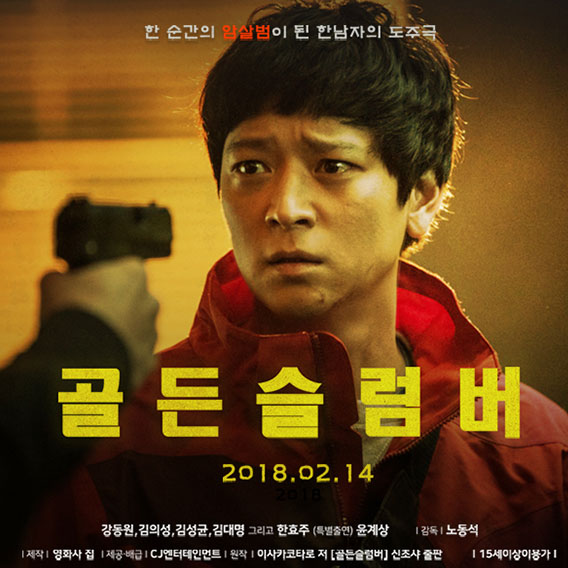 한 순간의 암살범이 된 한남자의 도주극
골든슬럼버
2018.02.14
2018.
강동원,김의성,김성균,김대명 그리고 한효주 (특별출연) 윤계상 | 감독 | 노동석
| 제작 | 영화사 집 | 제공·배급 | CJ엔터테인먼트 | 원작 | 이사카코타로 저 [골든슬럼버] 신조샤 출판 | 15세이상이봉가 |